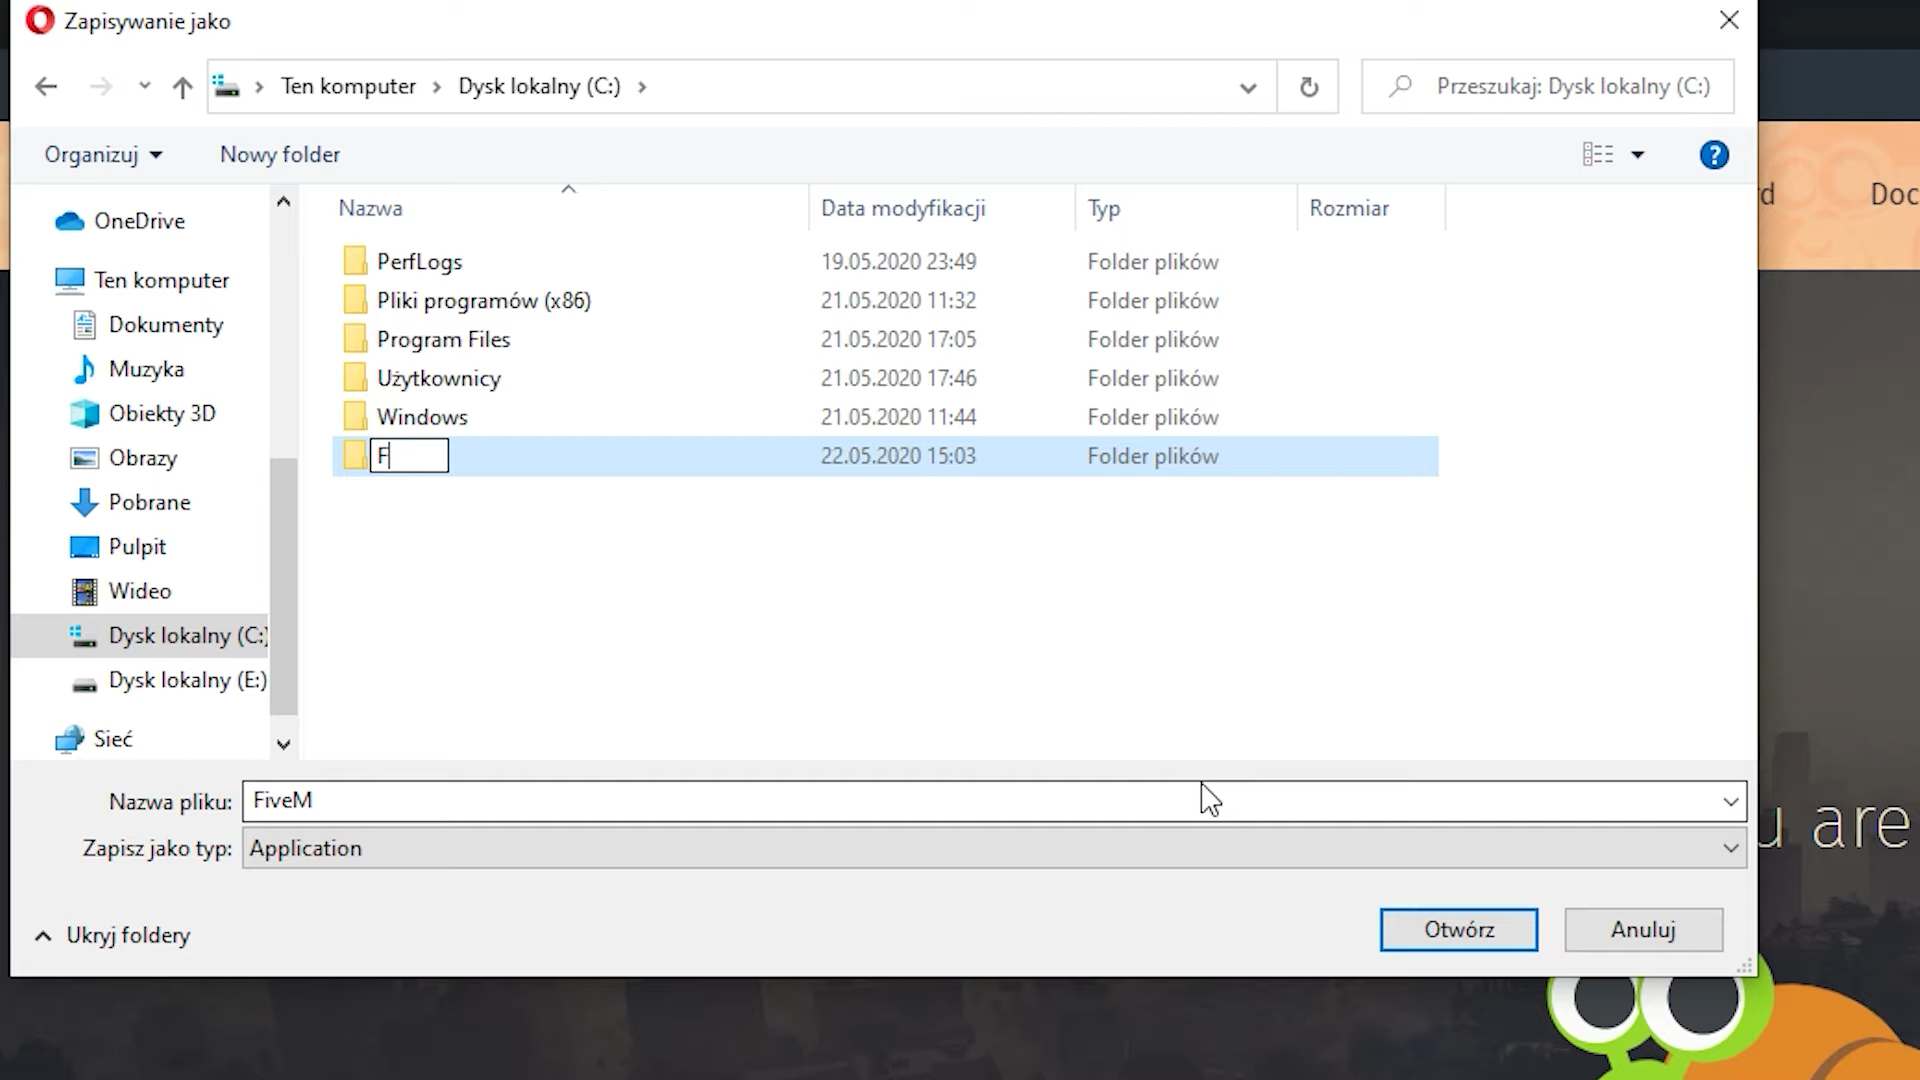 Zapisywanie jako
Ten komputer
Dysk lokalny (C:)
Przeszukaj: Dysk lokalny (C:)
Organizuj
Nowy folder
?
Nazwa
Data modyfikacji
Typ
Rozmiar
PerfLogs
19.05.2020 23:49
Folder plików
Pliki programów (x86)
21.05.2020 11:32
Folder plików
Program Files
21.05.2020 17:05
Folder plików
Użytkownicy
21.05.2020 17:46
Folder plików
Windows
21.05.2020 11:44
Folder plików
F
22.05.2020 15:03
Folder plików
OneDrive
Ten komputer
Dokumenty
Muzyka
Obiekty 3D
Obrazy
Pobrane
Pulpit
Wideo
Dysk lokalny (C:)
Dysk lokalny (E:)
Sieć
Nazwa pliku:
FiveM
Zapisz jako typ:
Application
Ukryj foldery
Otwórz
Anuluj
are